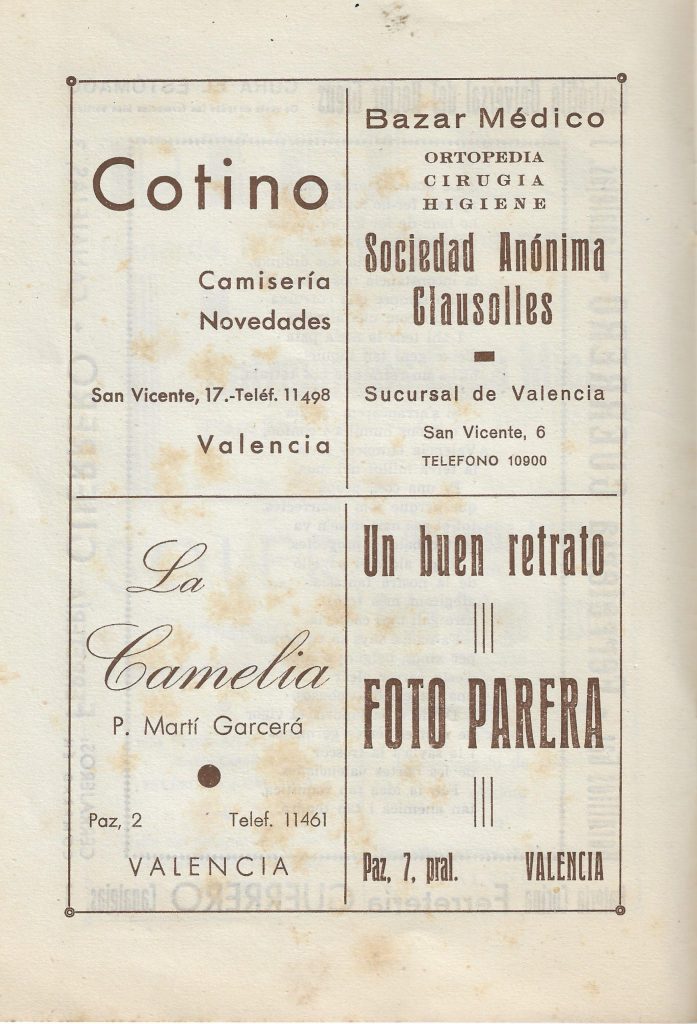 Cotino
Camisería
Novedades
San Vicente, 17.-Teléf. 11498
Valencia
Bazar Médico
ORTOPEDIA
CIRUGIA
HIGIENE
Sociedad Anónima
Clausolles
Sucursal de Valencia
San Vicente, 6
TELEFONO 10900
La
Camelia
P. Martí Garcerá
Paz, 2 Telef. 11461
VALENCIA
Un buen retrato
FOTO PARERA
Paz, 7, pral. VALENCIA